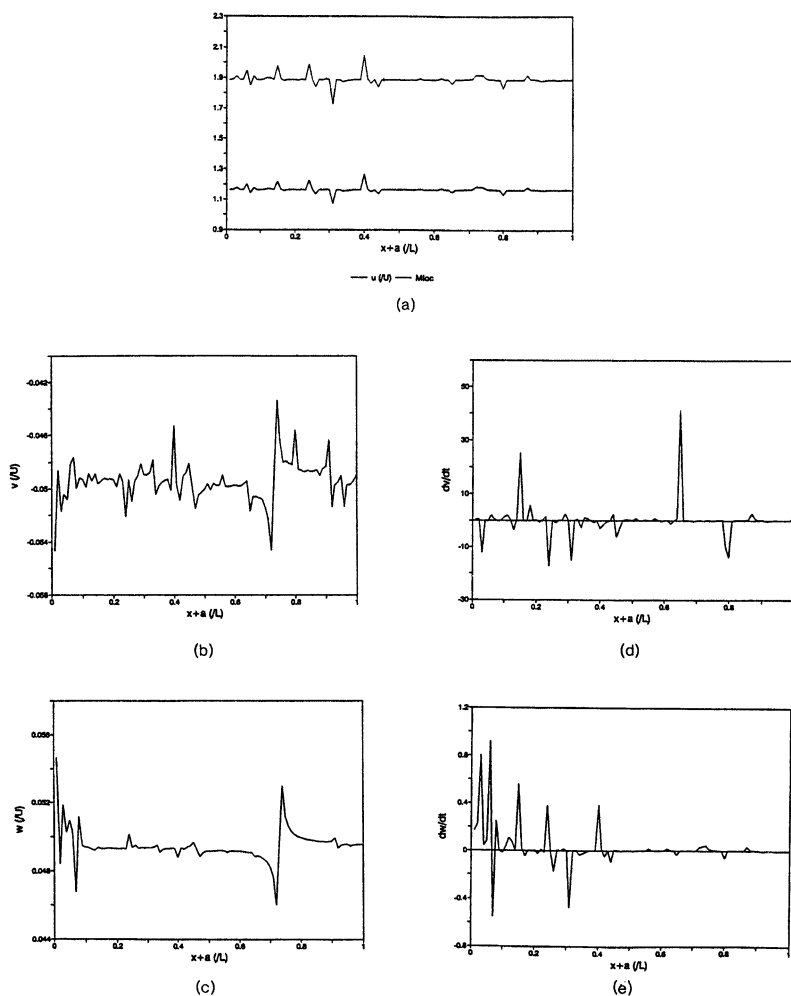 2.3
2.1
1.9
1.7
1.5
1.3
1.1
0.9
0 0.2 0.4 0.6 0.8 1
x+a (/L)
u (/U) Mloc
(a)
-0.042
-0.046
-0.05
-0.054
-0.058
v (/U)
0 0.2 0.4 0.6 0.8 1
x+a (/L)
(b)
50
30
10
-10
-30
dv/dt
0 0.2 0.4 0.6 0.8 1
x+a (/L)
(d)
0.056
0.052
0.048
0.044
w (/U)
0 0.2 0.4 0.6 0.8 1
x+a (/L)
(c)
1.2
0.8
0.4
0
-0.4
-0.8
dw/dt
0 0.2 0.4 0.6 0.8 1
x+a (/L)
(e)